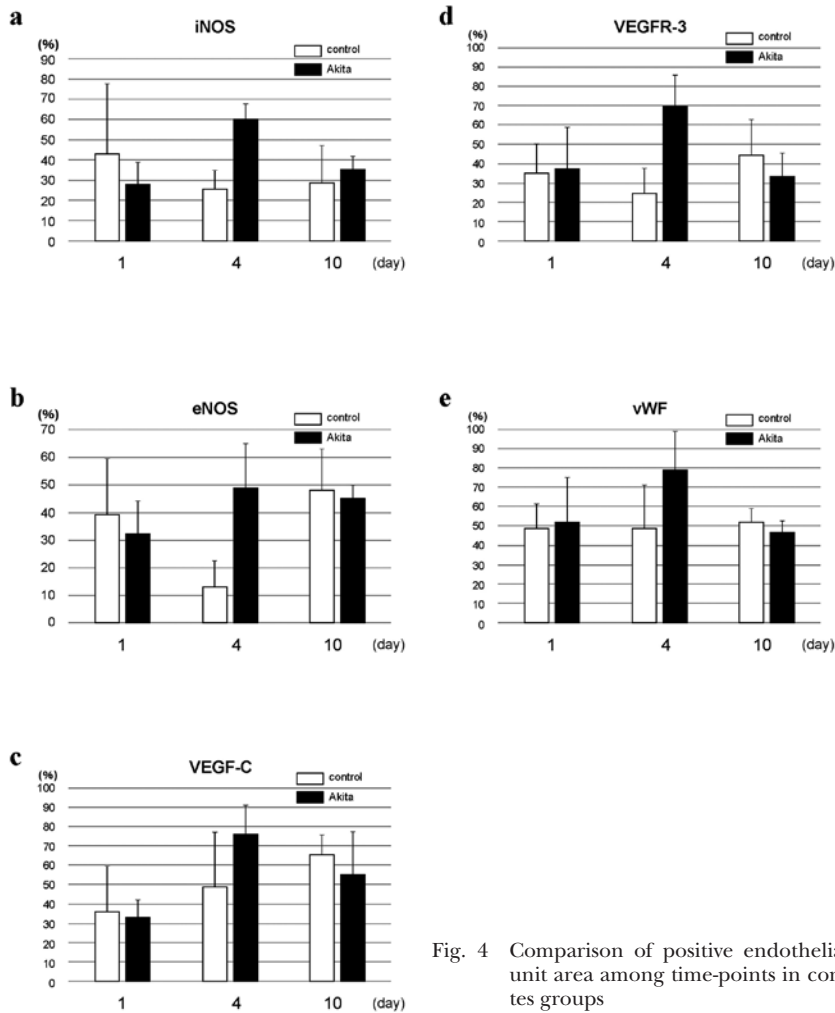 a
iNOS
(%)
control
Akita
90
80
70
60
50
40
30
20
10
0
1 4 10 (day)
b
eNOS
(%)
control
Akita
70
60
50
40
30
20
10
0
1 4 10 (day)
c
VEGF-C
(%)
control
Akita
100
90
80
70
60
50
40
30
20
10
0
1 4 10 (day)
d
VEGFR-3
(%)
control
Akita
100
90
80
70
60
50
40
30
20
10
0
1 4 10 (day)
e
vWF
(%)
control
Akita
100
90
80
70
60
50
40
30
20
10
0
1 4 10 (day)
Fig. 4 Comparison of positive endothelia
unit area among time-points in con
tes groups